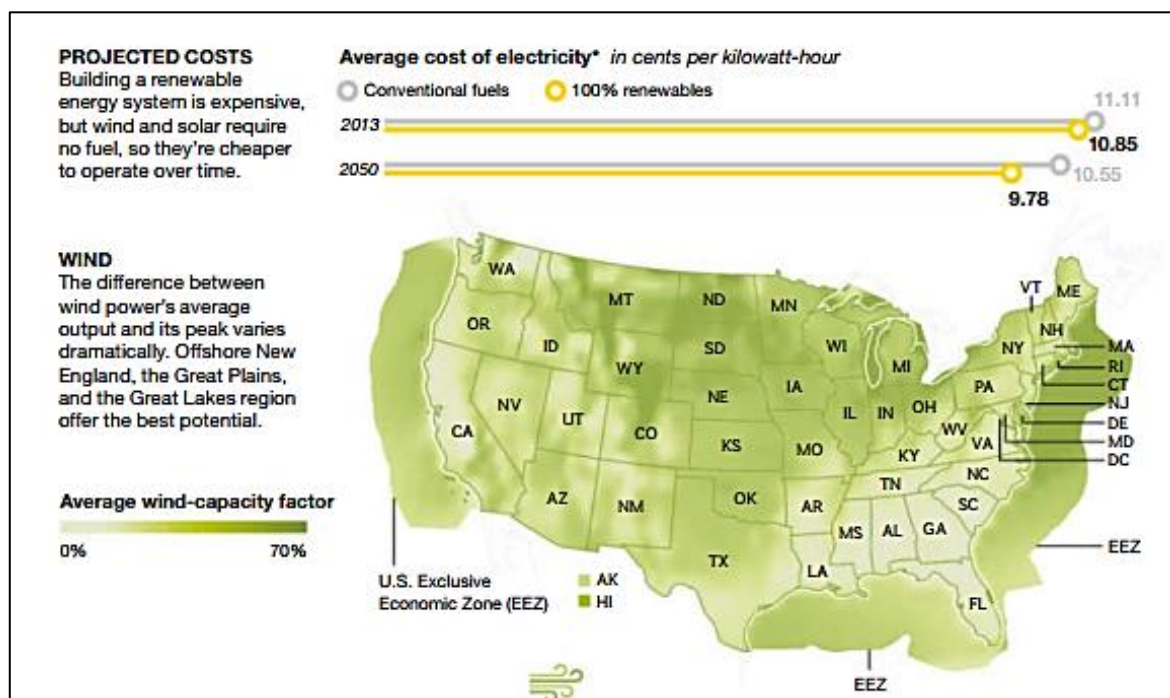 PROJECTED COSTS
Building a renewable
energy system is expensive,
but wind and solar require
no fuel, so they're cheaper
to operate over time.
Average cost of electricity* in cents per kilowatt-hour
Conventional fuels
100% renewables
2013
11.11
10.85
2050
10.55
9.78
WIND
The difference between
wind power's average
output and its peak varies
dramatically. Offshore New
England, the Great Plains,
and the Great Lakes region
offer the best potential.
Average wind-capacity factor
0% 70%
WA
MT
ND
MN
VT
ME
OR
ID
WY
SD
WI
MI
NY
NH
MA
RI
CT
NJ
DE
MD
DC
NV
CA
UT
CO
NE
IA
IL
IN
OH
PA
WV
VA
KS
MO
KY
AZ
NM
OK
AR
TN
NC
SC
MS
AL
GA
TX
LA
FL
EEZ
U.S. Exclusive
Economic Zone (EEZ)
AK
HI
EEZ